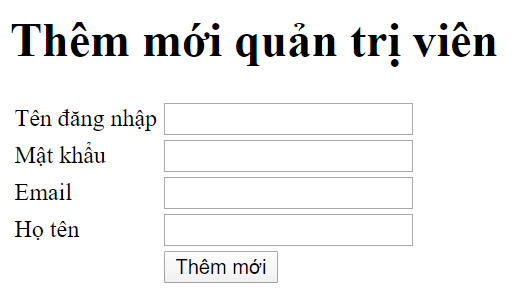 Thêm mới quản trị viên
Tên đăng nhập
Mật khẩu
Email
Họ tên
Thêm mới